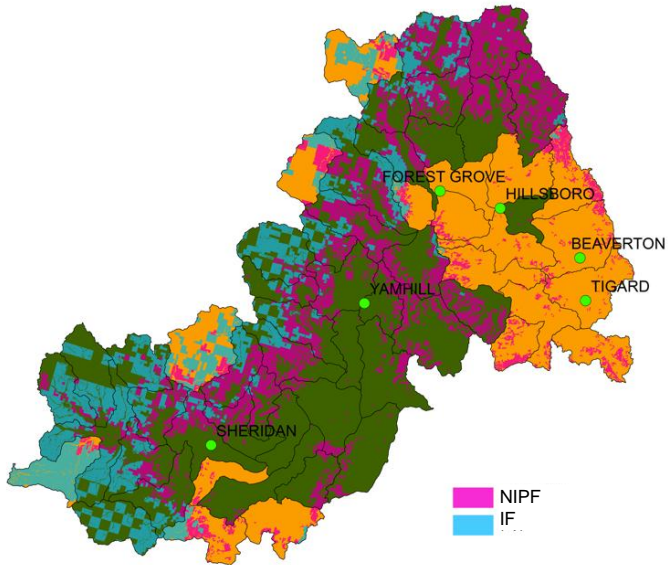 FOREST GROVE
HILLSBORO
BEAVERTON
TIGARD
YAMHILL
SHERIDAN
NIPF
IF